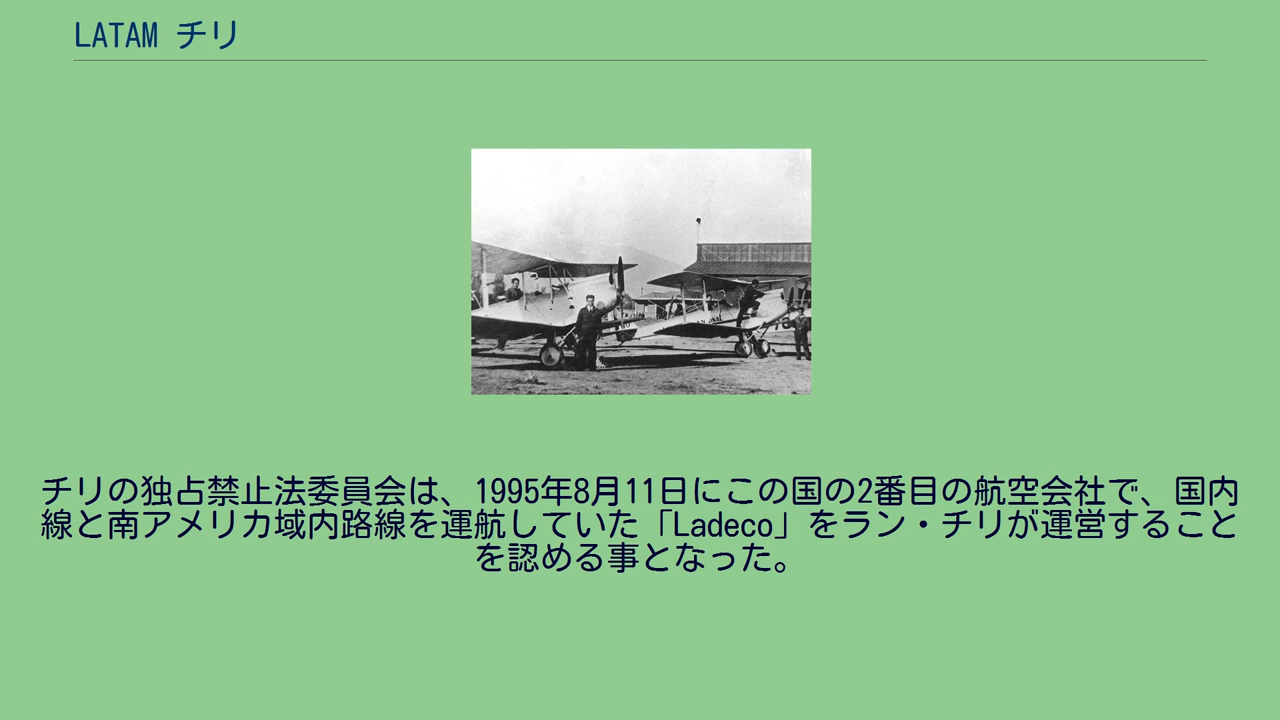 LATAM チリ
チリの独占禁止法委員会は、1995年8月11日にこの国の2番目の航空会社で、国内
線と南アメリカ域内路線を運航していた「Ladeco」をラン・チリが運営すること
を認める事となった。